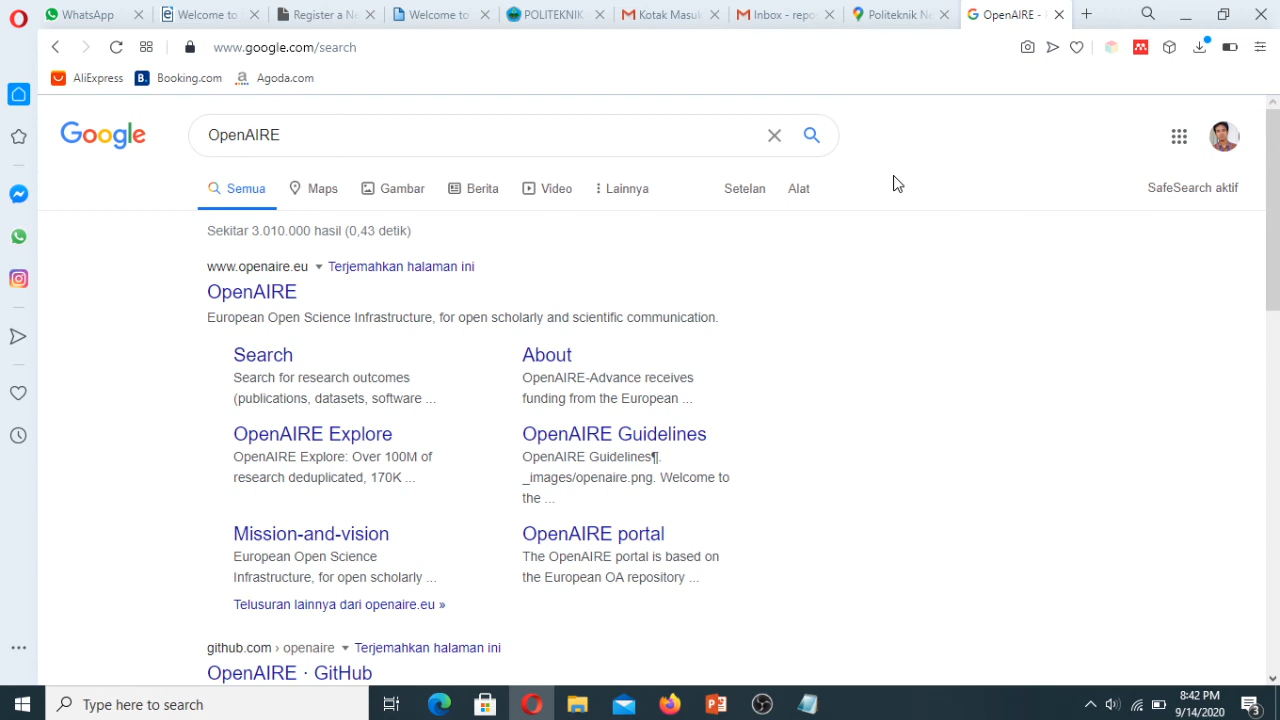 WhatsApp
Welcome to
Register a Ne
Welcome to
POLITEKNIK
Kotak Masuk
Inbox - repo
Politeknik Ne
OpenAIRE -
www.google.com/search
AliExpress
B. Booking.com
a Agoda.com
Google
OpenAIRE
Semua
Maps
Gambar
Berita
Video
Lainnya
Setelan
Alat
SafeSearch aktif
Sekitar 3.010.000 hasil (0,43 detik)
www.openaire.eu Terjemahkan halaman ini
OpenAIRE
European Open Science Infrastructure, for open scholarly and scientific communication.
Search
Search for research outcomes
(publications, datasets, software ...
About
OpenAIRE-Advance receives
funding from the European ...
OpenAIRE Explore
OpenAIRE Explore: Over 100M of
research deduplicated, 170K ...
OpenAIRE Guidelines
OpenAIRE Guidelines¶.
_images/openaire.png. Welcome to
the ...
Mission-and-vision
European Open Science
Infrastructure, for open scholarly ...
OpenAIRE portal
The OpenAIRE portal is based on
the European OA repository ...
Telusuran lainnya dari openaire.eu »
github.com › openaire Terjemahkan halaman ini
OpenAIRE · GitHub
Type here to search
8:42 PM
9/14/2020
3